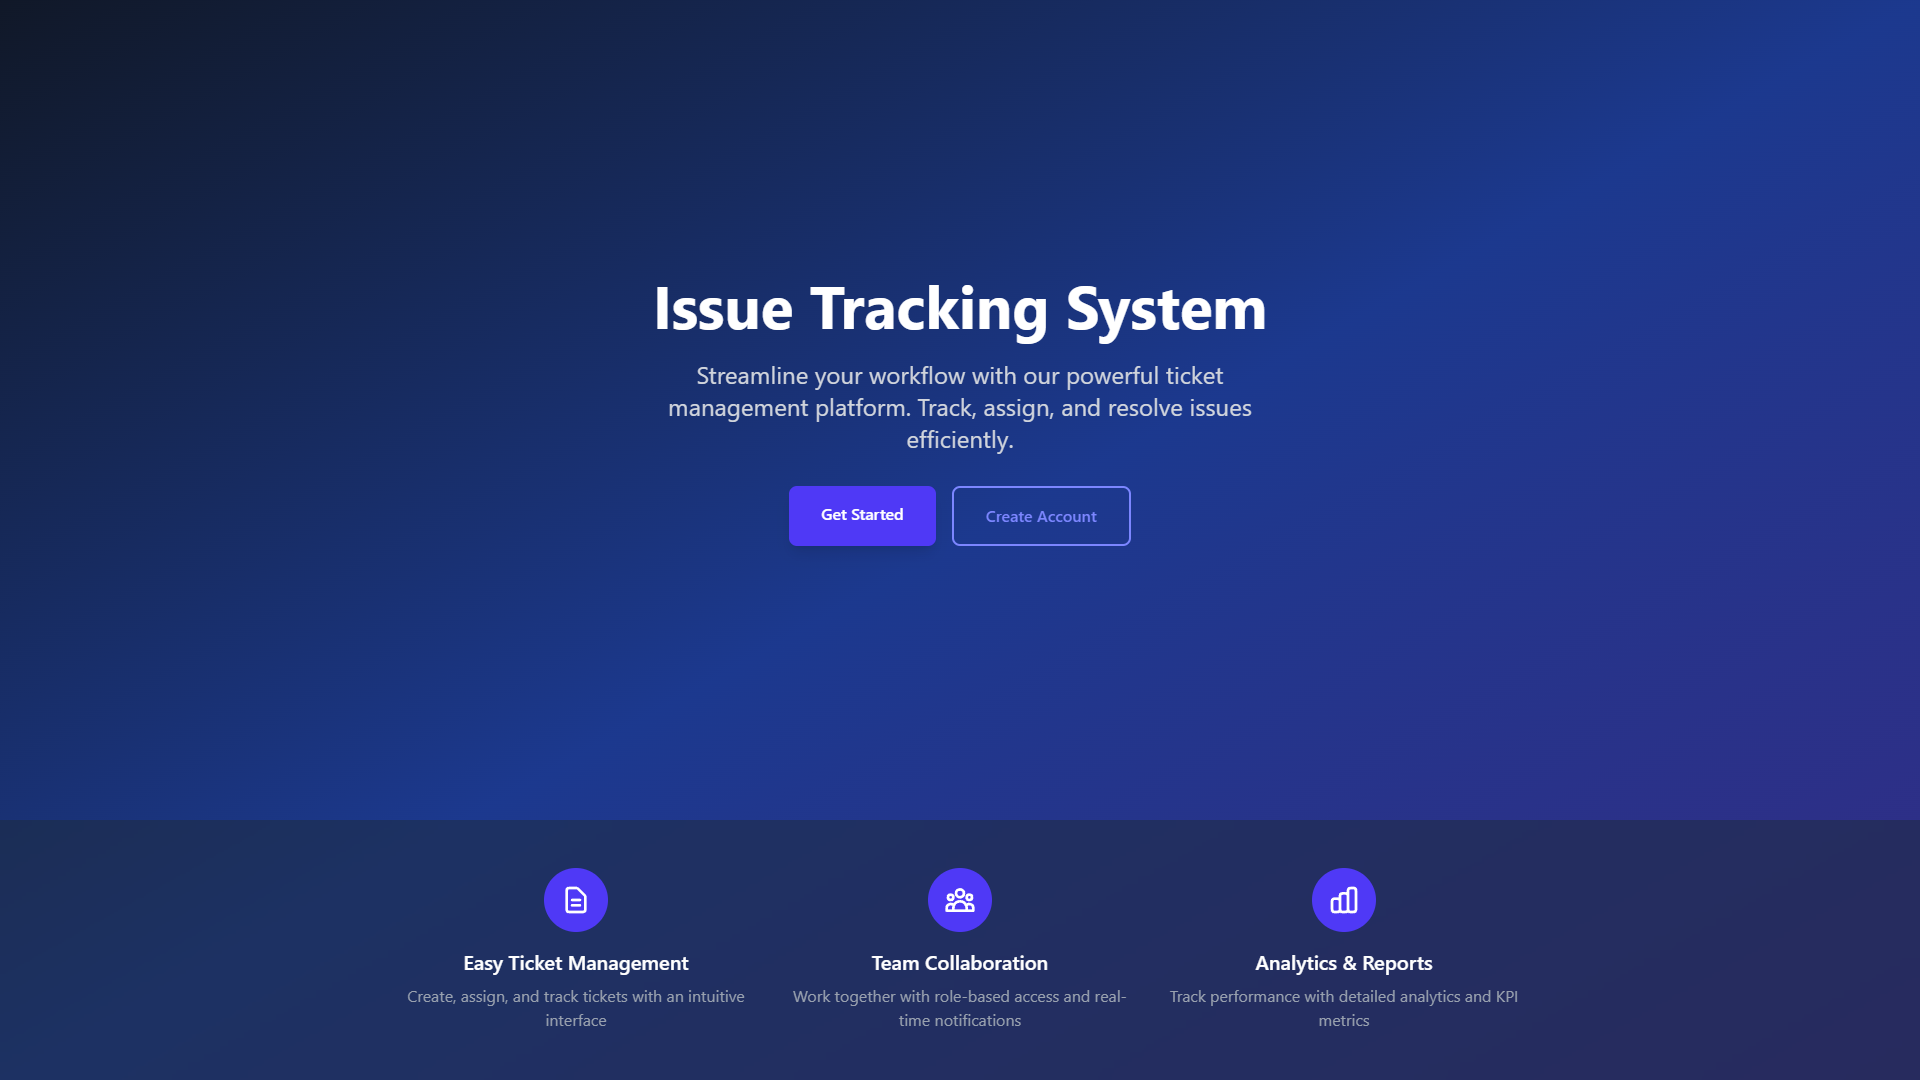 Issue Tracking System
Streamline your workflow with our powerful ticket
management platform. Track, assign, and resolve issues
efficiently.
Get Started
Create Account
Easy Ticket Management
Create, assign, and track tickets with an intuitive
interface
Team Collaboration
Work together with role-based access and real-
time notifications
Analytics & Reports
Track performance with detailed analytics and KPI
metrics